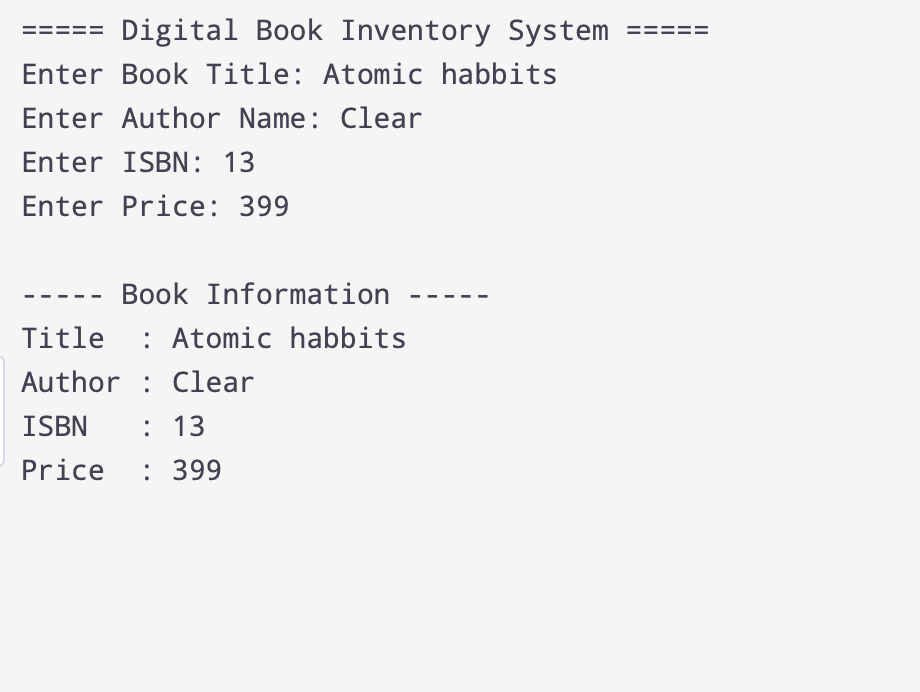 ===== Digital Book Inventory System =====
Enter Book Title: Atomic habbits
Enter Author Name: Clear
Enter ISBN: 13
Enter Price: 399

----- Book Information -----
Title  : Atomic habbits
Author : Clear
ISBN   : 13
Price  : 399